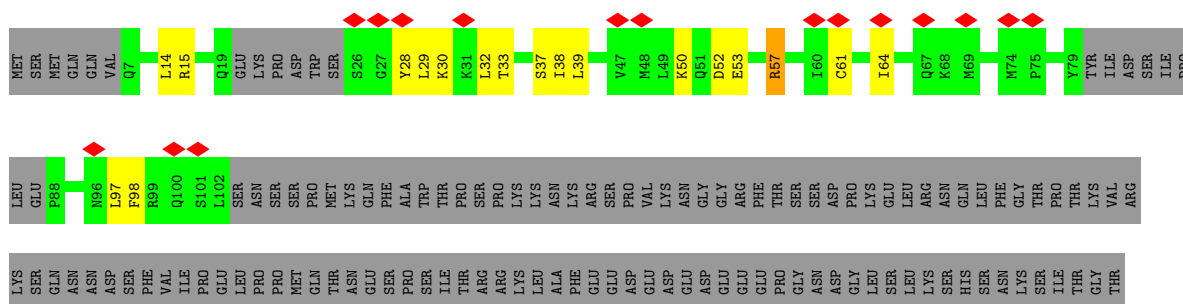 MET SER MET GLN GLN VAL Q7 L14 R15 Q19 GLU LYS PRO ASP TRP SER S26 G27 Y28 L29 K30 K31 L32 T33 S37 I38 L39 V47 M48 L49 K50 Q51 D52 E53 R57 I60 C61 I64 Q67 K68 M69 M74 P75 Y79 TYR ILE ASP SER ILE PRO
LEU GLU P88 N96 L97 F98 R99 Q100 S101 L102 SER ASN SER SER PRO MET LYS GLN PHE ALA TRP THR PRO SER PRO LYS LYS ASN LYS ARG SER PRO VAL LYS ASN GLY GLY ARG PHE THR SER SER ASP PRO LYS GLU LEU ARG ASN GLN LEU PHE GLY THR PRO THR LYS VAL ARG
LYS SER GLN ASN ASN ASP SER PHE VAL ILE PRO GLU LEU PRO PRO MET GLN THR ASN GLU SER PRO SER ILE THR ARG ARG LYS LEU ALA PHE GLU GLU ASP GLU ASP GLU ASP GLU GLU GLU PRO GLY ASN ASP GLY LEU SER LEU LYS SER HIS SER ASN LYS SER ILE THR GLY THR